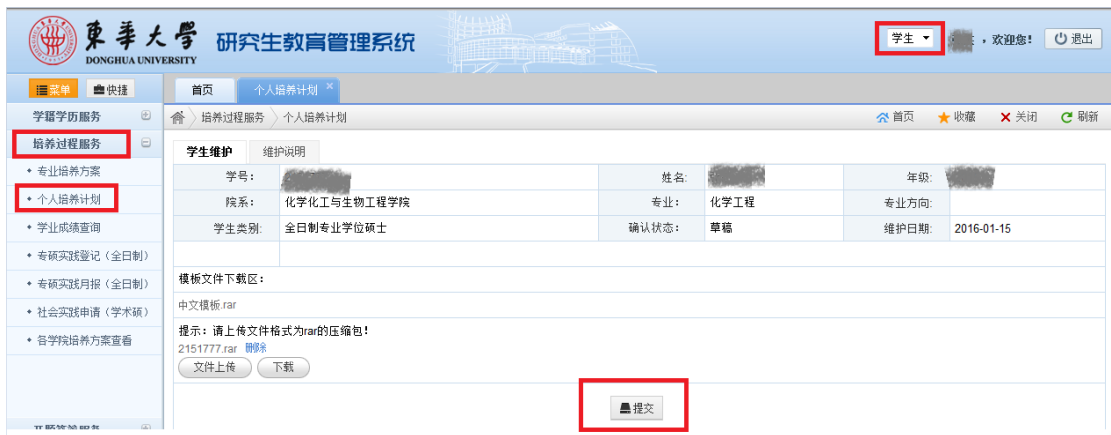 東華大學 研究生教育管理系统 学生 ，欢迎您! 退出
DONGHUA UNIVERSITY
菜单 快捷 首页 个人培养计划 ×
学籍学历服务 培养过程服务 个人培养计划 首页 收藏 关闭 刷新
培养过程服务 学生维护 维护说明
专业培养方案 学号: 姓名: 年级:
个人培养计划 院系: 化学化工与生物工程学院 专业: 化学工程 专业方向:
学业成绩查询 学生类别: 全日制专业学位硕士 确认状态: 草稿 维护日期: 2016-01-15
专硕实践登记（全日制）
专硕实践月报（全日制） 模板文件下载区:
社会实践申请（学术硕） 中文模板.rar
各学院培养方案查看 提示: 请上传文件格式为rar的压缩包!
2151777.rar 删除
文件上传 下载
提交